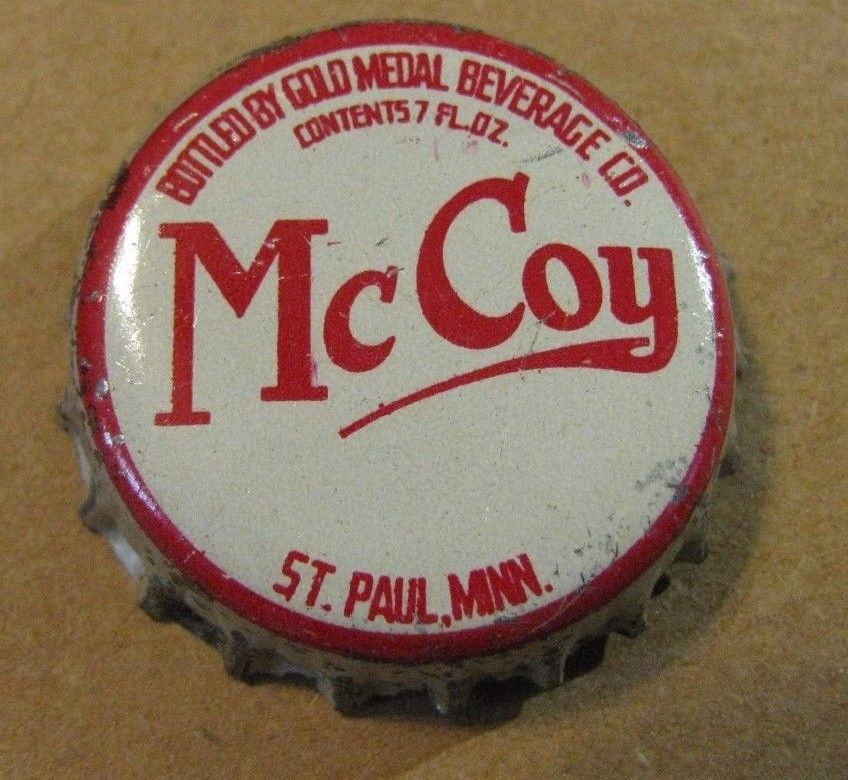 BOTTLED BY GOLD MEDAL BEVERAGE CO.
CONTENTS 7 FL.OZ.
McCoy
ST. PAUL, MINN.